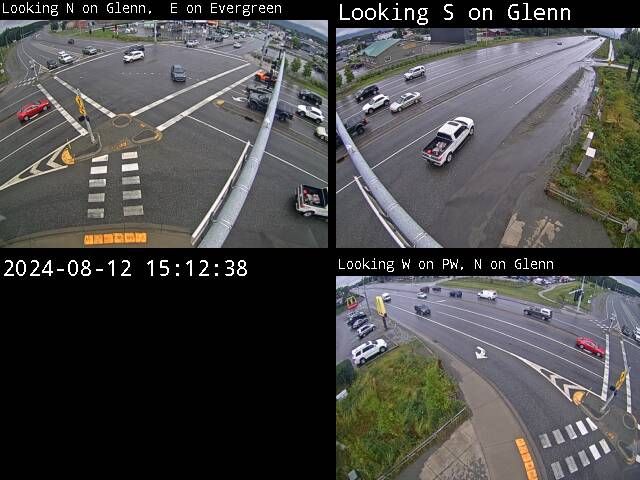 Looking N on Glenn, E on Evergreen
Looking S on Glenn
2024-08-12 15:12:38
Looking W on PW, N on Glenn